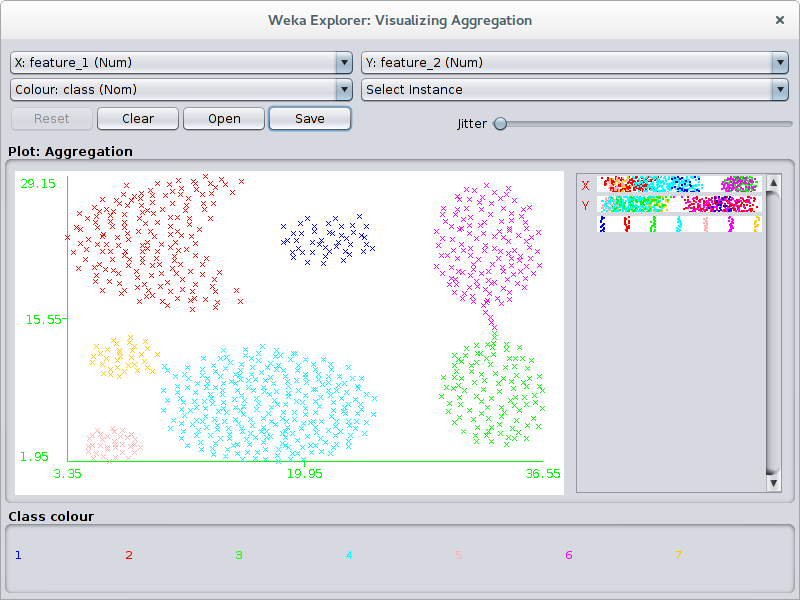 Weka Explorer: Visualizing Aggregation
X: feature_1 (Num) Y: feature_2 (Num)
Colour: class (Nom) Select Instance
Reset Clear Open Save Jitter
Plot: Aggregation
29.15
15.55
1.95
3.35 19.95 36.55
X
Y
Class colour
1 2 3 4 5 6 7